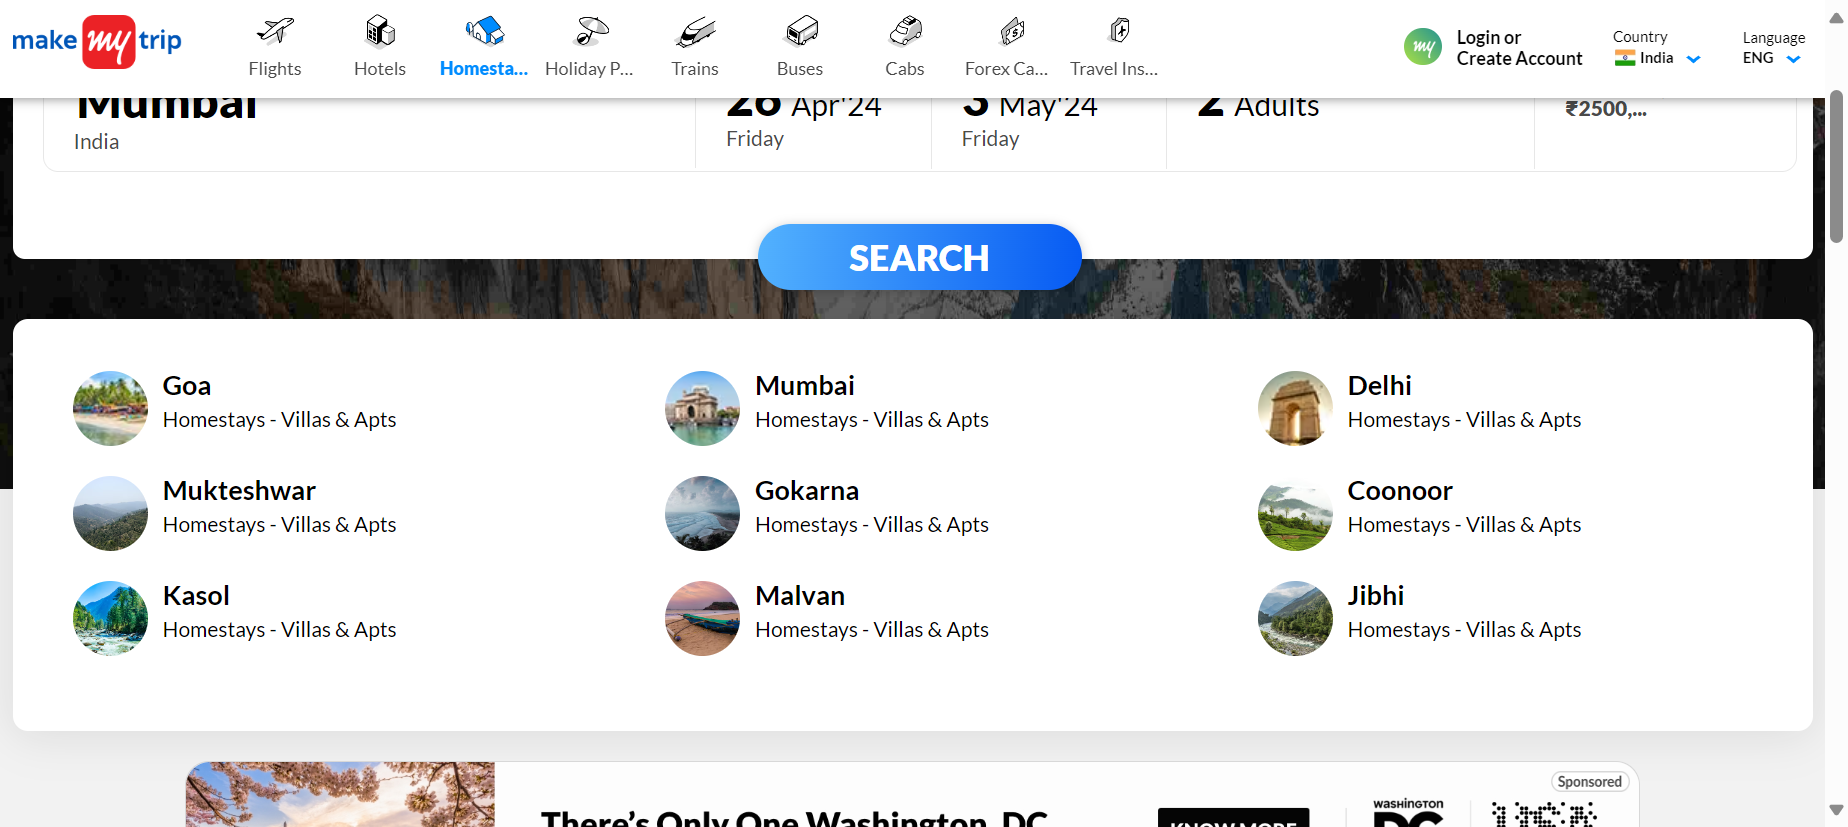 make my trip
Flights
Hotels
Homesta...
Holiday P...
Trains
Buses
Cabs
Forex Ca...
Travel Ins...
my
Login or
Create Account
Country
India
Language
ENG
Mumbai
India
26 Apr'24
Friday
3 May'24
Friday
2 Adults
₹2500,...
SEARCH
Goa
Homestays - Villas & Apts
Mumbai
Homestays - Villas & Apts
Delhi
Homestays - Villas & Apts
Mukteshwar
Homestays - Villas & Apts
Gokarna
Homestays - Villas & Apts
Coonoor
Homestays - Villas & Apts
Kasol
Homestays - Villas & Apts
Malvan
Homestays - Villas & Apts
Jibhi
Homestays - Villas & Apts
Sponsored
There's Only One Washington, DC
KNOW MORE
WASHINGTON
DC
USA